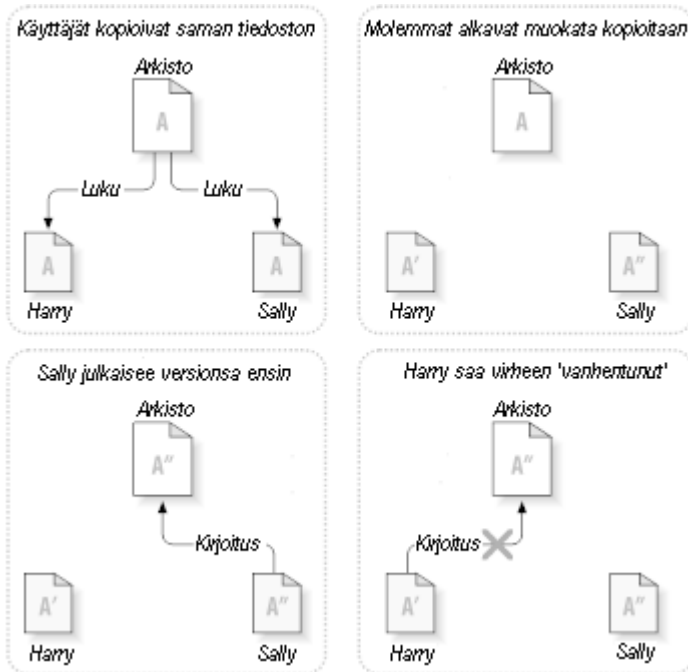 Käyttäjät kopioivat saman tiedoston
Arkisto
A
Luku
Luku
A
A
Harry
Sally
Molemmat alkavat muokata kopioitaan
Arkisto
A
A'
A"
Harry
Sally
Sally julkaisee versionsa ensin
Arkisto
A"
Kirjoitus
A'
A"
Harry
Sally
Harry saa virheen 'vanhentunut'
Arkisto
A"
Kirjoitus
A'
A"
Harry
Sally